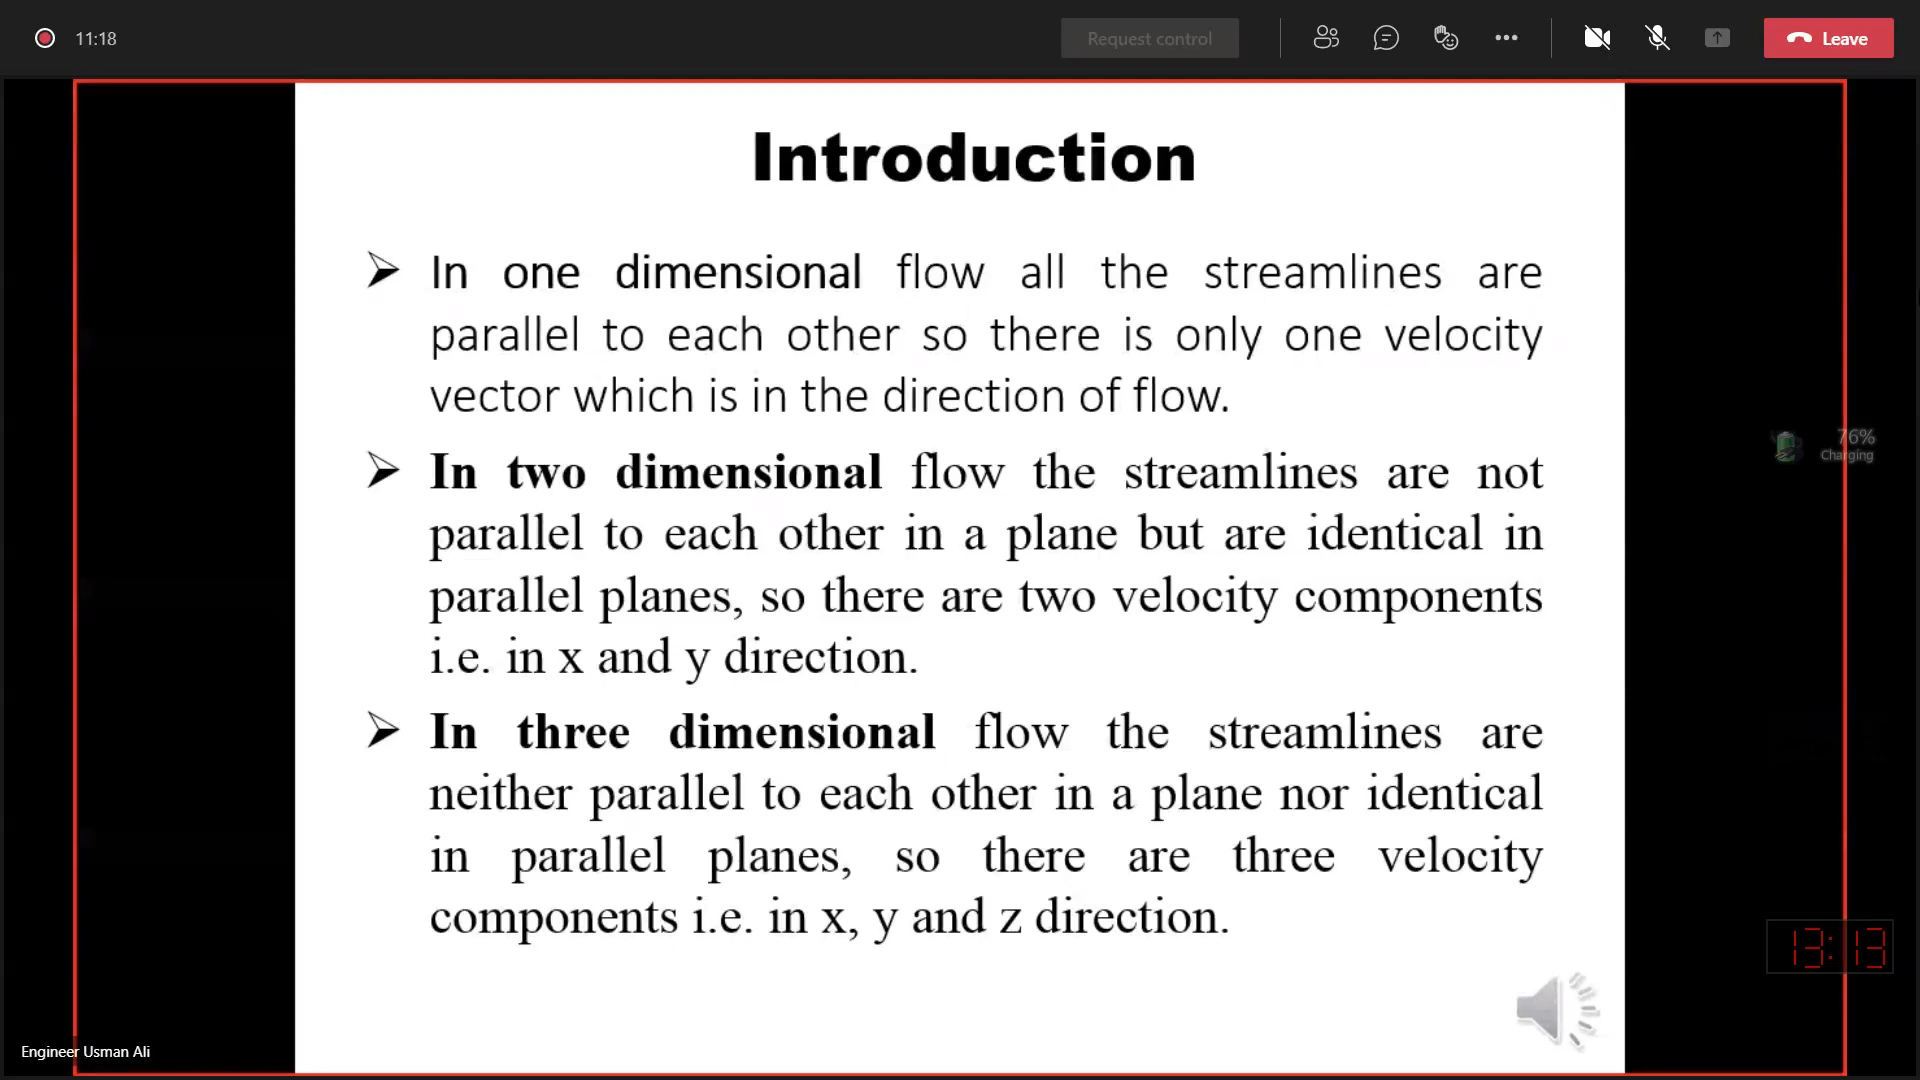 11:18
Request control
Leave
Introduction
➢ In one dimensional flow all the streamlines are
parallel to each other so there is only one velocity
vector which is in the direction of flow.
➢ In two dimensional flow the streamlines are not
parallel to each other in a plane but are identical in
parallel planes, so there are two velocity components
i.e. in x and y direction.
➢ In three dimensional flow the streamlines are
neither parallel to each other in a plane nor identical
in parallel planes, so there are three velocity
components i.e. in x, y and z direction.
76%
Charging
13:13
Engineer Usman Ali